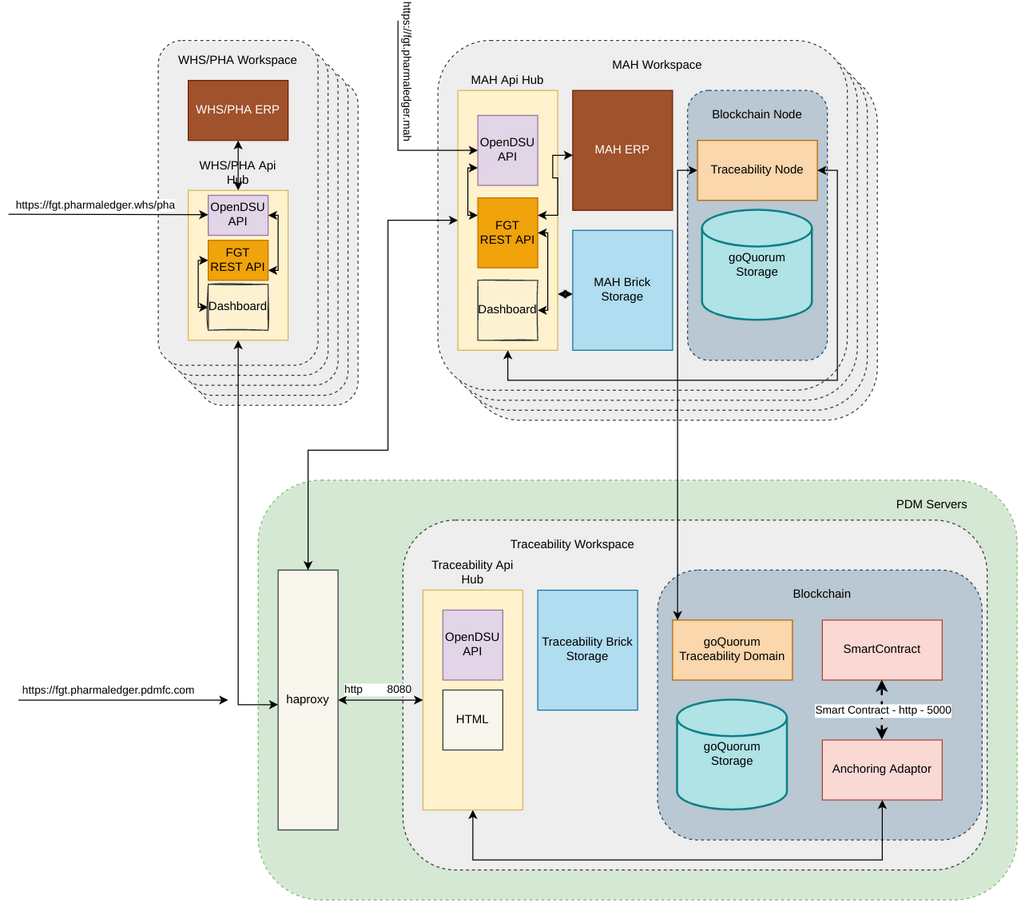 https://fgt.pharmaledger.mah
WHS/PHA Workspace
WHS/PHA ERP
WHS/PHA Api
Hub
https://fgt.pharmaledger.whs/pha
OpenDSU
API
FGT
REST API
Dashboard
MAH Workspace
MAH Api Hub
OpenDSU
API
FGT
REST API
Dashboard
MAH ERP
MAH Brick
Storage
Blockchain Node
Traceability Node
goQuorum
Storage
PDM Servers
Traceability Workspace
Traceability Api
Hub
OpenDSU
API
HTML
Traceability Brick
Storage
Blockchain
goQuorum
Traceability Domain
SmartContract
Smart Contract - http - 5000
goQuorum
Storage
Anchoring Adaptor
https://fgt.pharmaledger.pdmfc.com
haproxy
http 8080